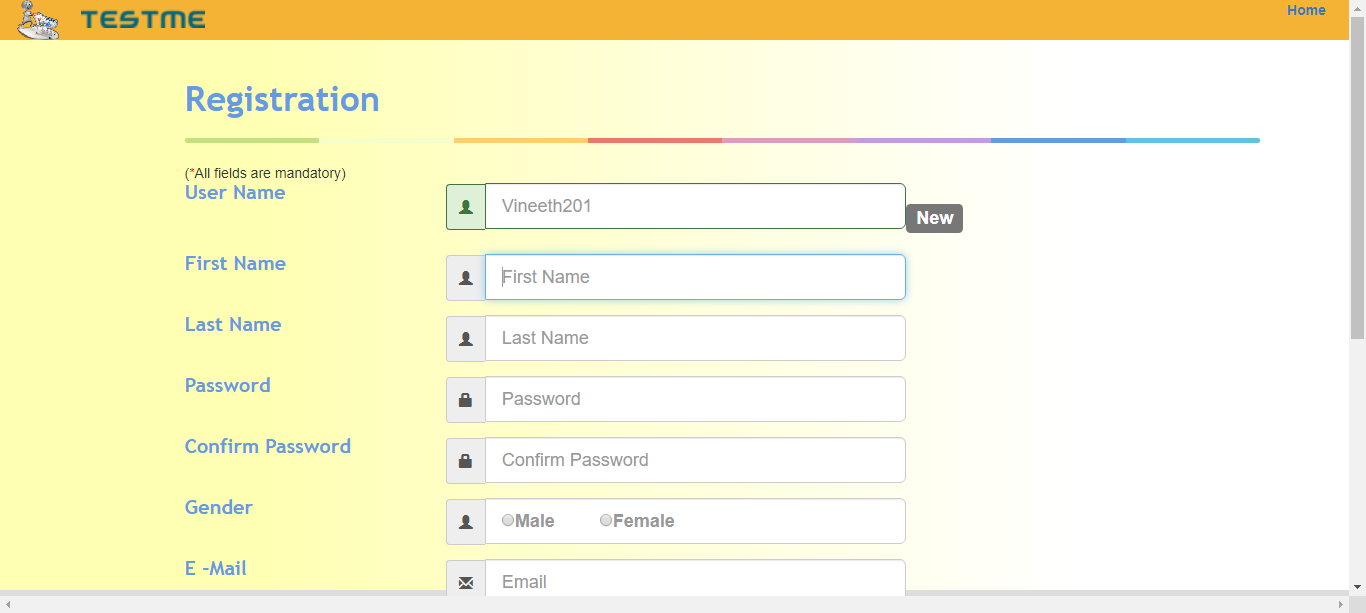 TESTME
Home
Registration
(*All fields are mandatory)
User Name
Vineeth201
New
First Name
First Name
Last Name
Last Name
Password
Password
Confirm Password
Confirm Password
Gender
Male Female
E -Mail
Email